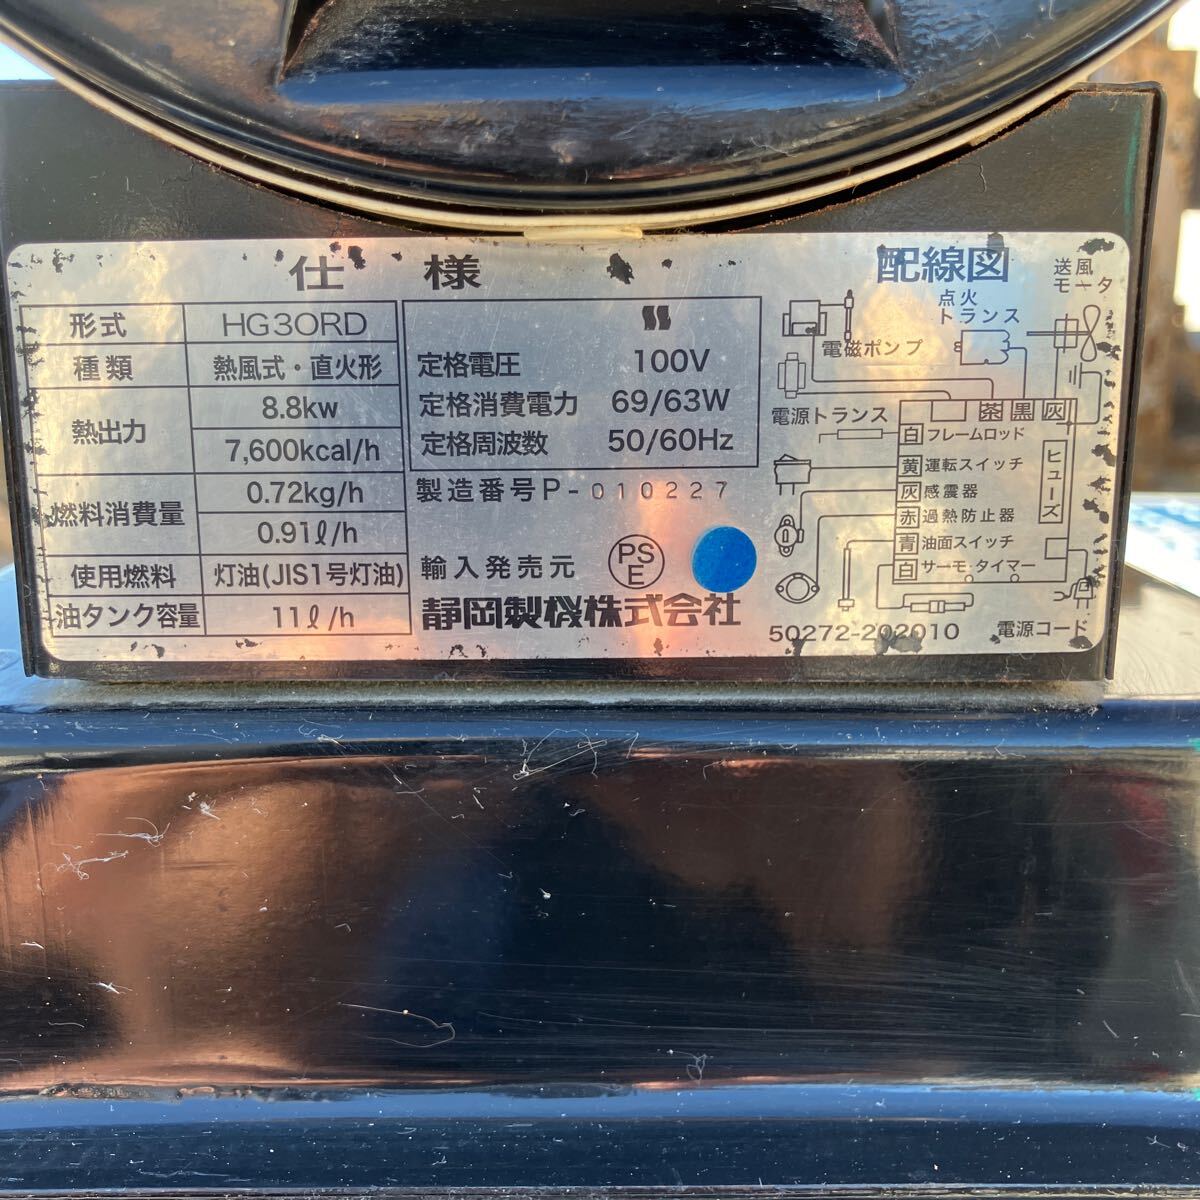 仕様
形式 HG30RD
種類 熱風式・直火形
熱出力 8.8kw
7,600kcal/h
燃料消費量 0.72kg/h
0.91ℓ/h
使用燃料 灯油(JIS1号灯油)
油タンク容量 11ℓ/h
定格電圧 100V
定格消費電力 69/63W
定格周波数 50/60Hz
製造番号P-010227
輸入発売元 PSE
静岡製機株式会社
配線図
送風
モータ
点火
トランス
電磁ポンプ
電源トランス
茶 黒 灰
白 フレームロッド
黄 運転スイッチ
灰 感震器
赤 過熱防止器
青 油面スイッチ
白 サーモ.タイマー
ヒューズ
50272-202010
電源コード